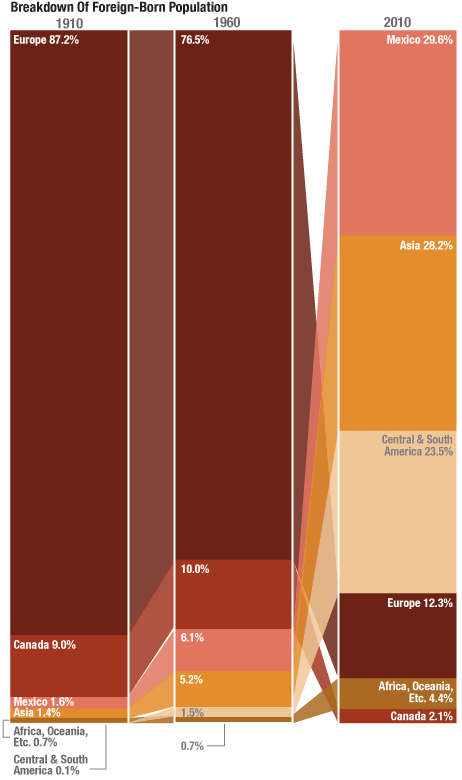 Breakdown Of Foreign-Born Population
1910
1960
2010
Europe 87.2%
76.5%
Mexico 29.6%
Asia 28.2%
Central & South
America 23.5%
10.0%
Europe 12.3%
6.1%
Canada 9.0%
5.2%
Africa, Oceania,
Etc. 4.4%
Mexico 1.6%
Asia 1.4%
1.5%
Canada 2.1%
Africa, Oceania,
Etc. 0.7%
0.7%
Central & South
America 0.1%